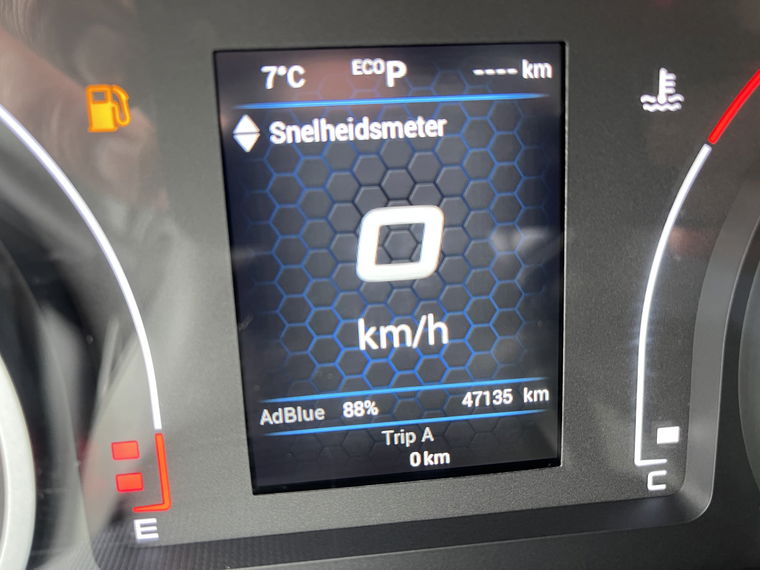 7°C ECO P ---- km
Snelheidsmeter
0
km/h
AdBlue 88% 47135 km
Trip A
0 km
E
C